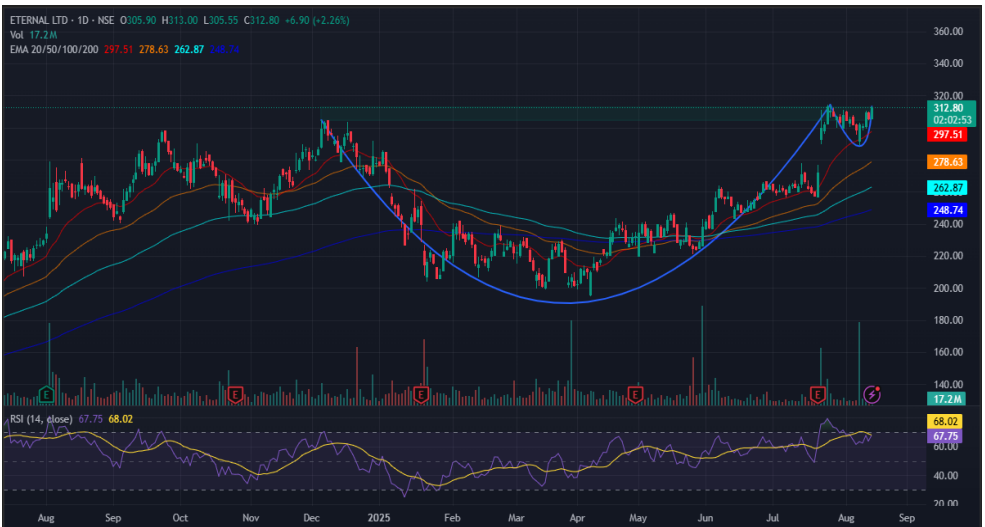 ETERNAL LTD · 1D · NSE O305.90 H313.00 L305.55 C312.80 +6.90 (+2.26%)
Vol 17.2M
EMA 20/50/100/200 297.51 278.63 262.87 248.74
360.00
340.00
320.00
312.80
02:02:53
297.51
278.63
262.87
248.74
240.00
220.00
200.00
180.00
160.00
140.00
17.2M
E E E E E
RSI (14, close) 67.75 68.02
68.02
67.75
60.00
40.00
20.00
Aug Sep Oct Nov Dec 2025 Feb Mar Apr May Jun Jul Aug Sep